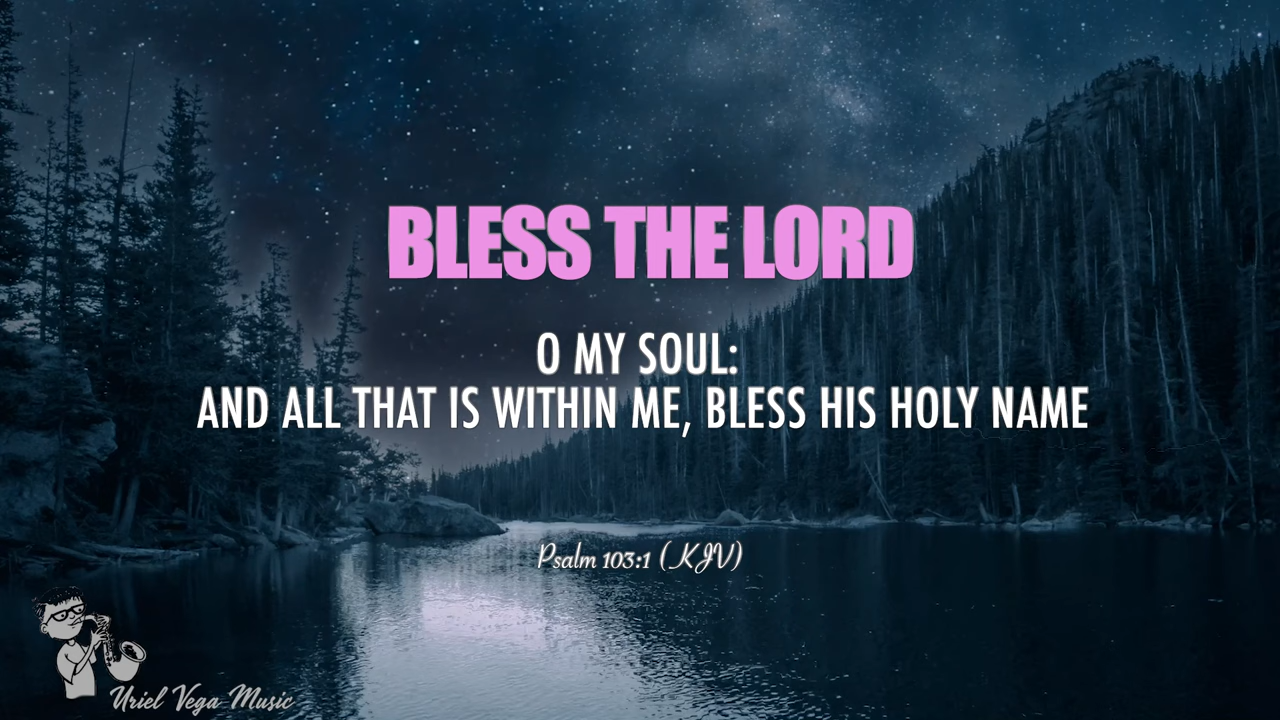 BLESS THE LORD
O MY SOUL:
AND ALL THAT IS WITHIN ME, BLESS HIS HOLY NAME
Psalm 103:1 (KJV)
Uriel Vega Music